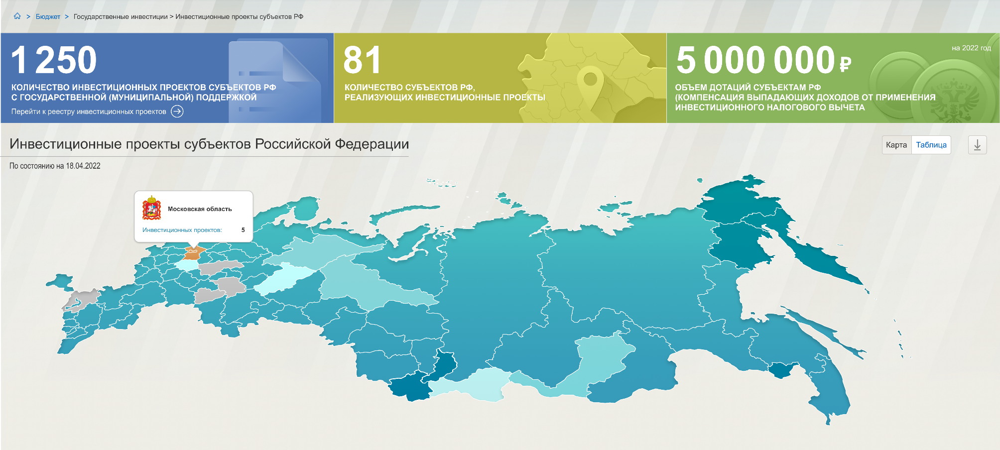 > Бюджет > Государственные инвестиции > Инвестиционные проекты субъектов РФ
1 250
КОЛИЧЕСТВО ИНВЕСТИЦИОННЫХ ПРОЕКТОВ СУБЪЕКТОВ РФ
С ГОСУДАРСТВЕННОЙ (МУНИЦИПАЛЬНОЙ) ПОДДЕРЖКОЙ
Перейти к реестру инвестиционных проектов
81
КОЛИЧЕСТВО СУБЪЕКТОВ РФ,
РЕАЛИЗУЮЩИХ ИНВЕСТИЦИОННЫЕ ПРОЕКТЫ
на 2022 год
5 000 000 ₽
ОБЪЕМ ДОТАЦИЙ СУБЪЕКТАМ РФ
(КОМПЕНСАЦИЯ ВЫПАДАЮЩИХ ДОХОДОВ ОТ ПРИМЕНЕНИЯ
ИНВЕСТИЦИОННОГО НАЛОГОВОГО ВЫЧЕТА
Инвестиционные проекты субъектов Российской Федерации
Карта Таблица
По состоянию на 18.04.2022
Московская область
Инвестиционных проектов: 5